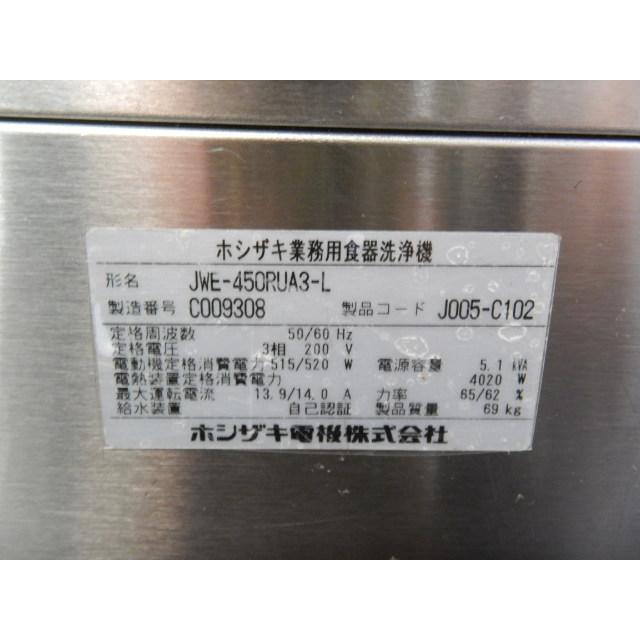 ホシザキ業務用食器洗浄機
形名 JWE-450RUA3-L
製造番号 C009308 製品コード J005-C102
定格周波数 50/60 Hz
定格電圧 3相 200 V
電動機定格消費電力 515/520 W 電源容量 5.1 kVA
電熱装置定格消費電力 4020 W
最大運転電流 13.9/14.0 A 力率 65/62 %
給水装置 自己認証 製品質量 69 kg
ホシザキ電機株式会社